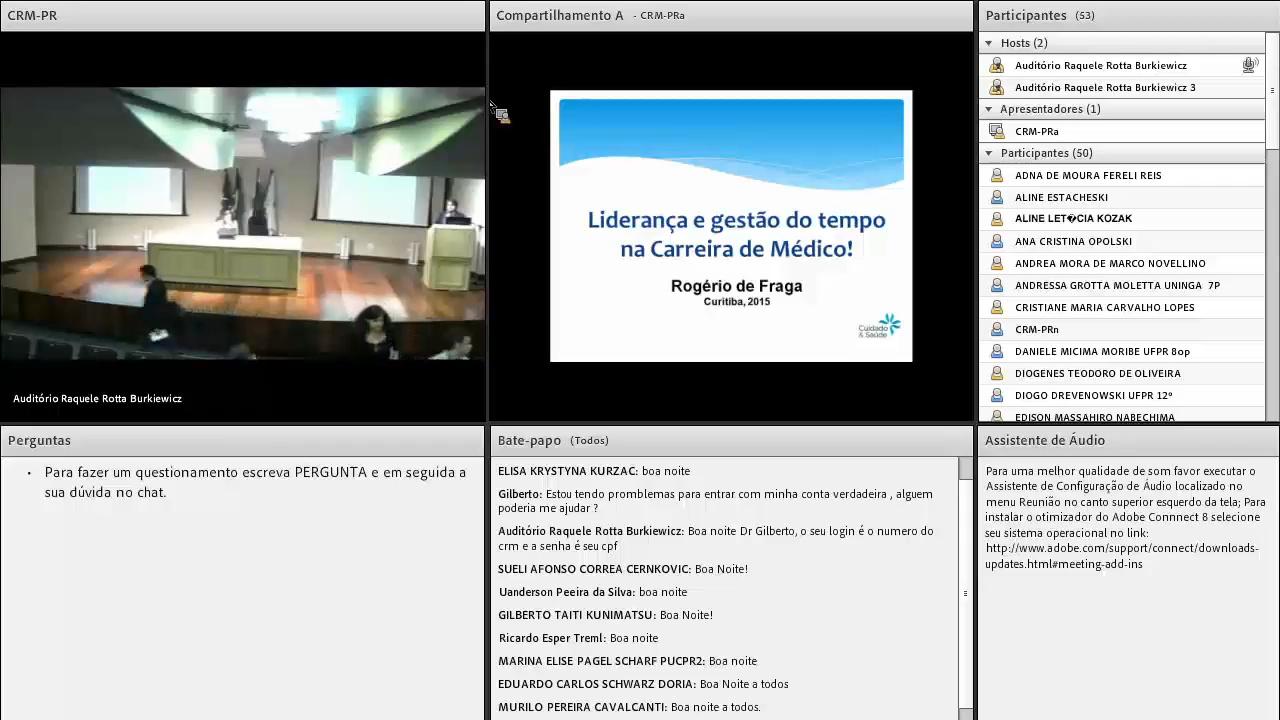 CRM-PR
Auditório Raquele Rotta Burkiewicz
Compartilhamento A - CRM-PRa
Liderança e gestão do tempo
na Carreira de Médico!
Rogério de Fraga
Curitiba, 2015
Cuidado
& Saúde
Participantes (53)
Hosts (2)
Auditório Raquele Rotta Burkiewicz
Auditório Raquele Rotta Burkiewicz 3
Apresentadores (1)
CRM-PRa
Participantes (50)
ADNA DE MOURA FERELI REIS
ALINE ESTACHESKI
ALINE LET�CIA KOZAK
ANA CRISTINA OPOLSKI
ANDREA MORA DE MARCO NOVELLINO
ANDRESSA GROTTA MOLETTA UNINGA 7P
CRISTIANE MARIA CARVALHO LOPES
CRM-PRn
DANIELE MICIMA MORIBE UFPR 8op
DIOGENES TEODORO DE OLIVEIRA
DIOGO DREVENOWSKI UFPR 12º
EDISON MASSAHIRO NABECHIMA
Perguntas
• Para fazer um questionamento escreva PERGUNTA e em seguida a
sua dúvida no chat.
Bate-papo (Todos)
ELISA KRYSTYNA KURZAC: boa noite
Gilberto: Estou tendo promblemas para entrar com minha conta verdadeira , alguem
poderia me ajudar ?
Auditório Raquele Rotta Burkiewicz: Boa noite Dr Gilberto, o seu login é o numero do
crm e a senha é seu cpf
SUELI AFONSO CORREA CERNKOVIC: Boa Noite!
Uanderson Peeira da Silva: boa noite
GILBERTO TAITI KUNIMATSU: Boa Noite!
Ricardo Esper Treml: Boa noite
MARINA ELISE PAGEL SCHARF PUCPR2: Boa noite
EDUARDO CARLOS SCHWARZ DORIA: Boa Noite a todos
MURILO PEREIRA CAVALCANTI: Boa noite a todos.
Assistente de Áudio
Para uma melhor qualidade de som favor executar o
Assistente de Configuração de Áudio localizado no
menu Reunião no canto superior esquerdo da tela; Para
instalar o otimizador do Adobe Connnect 8 selecione
seu sistema operacional no link:
http://www.adobe.com/support/connect/downloads-
updates.html#meeting-add-ins